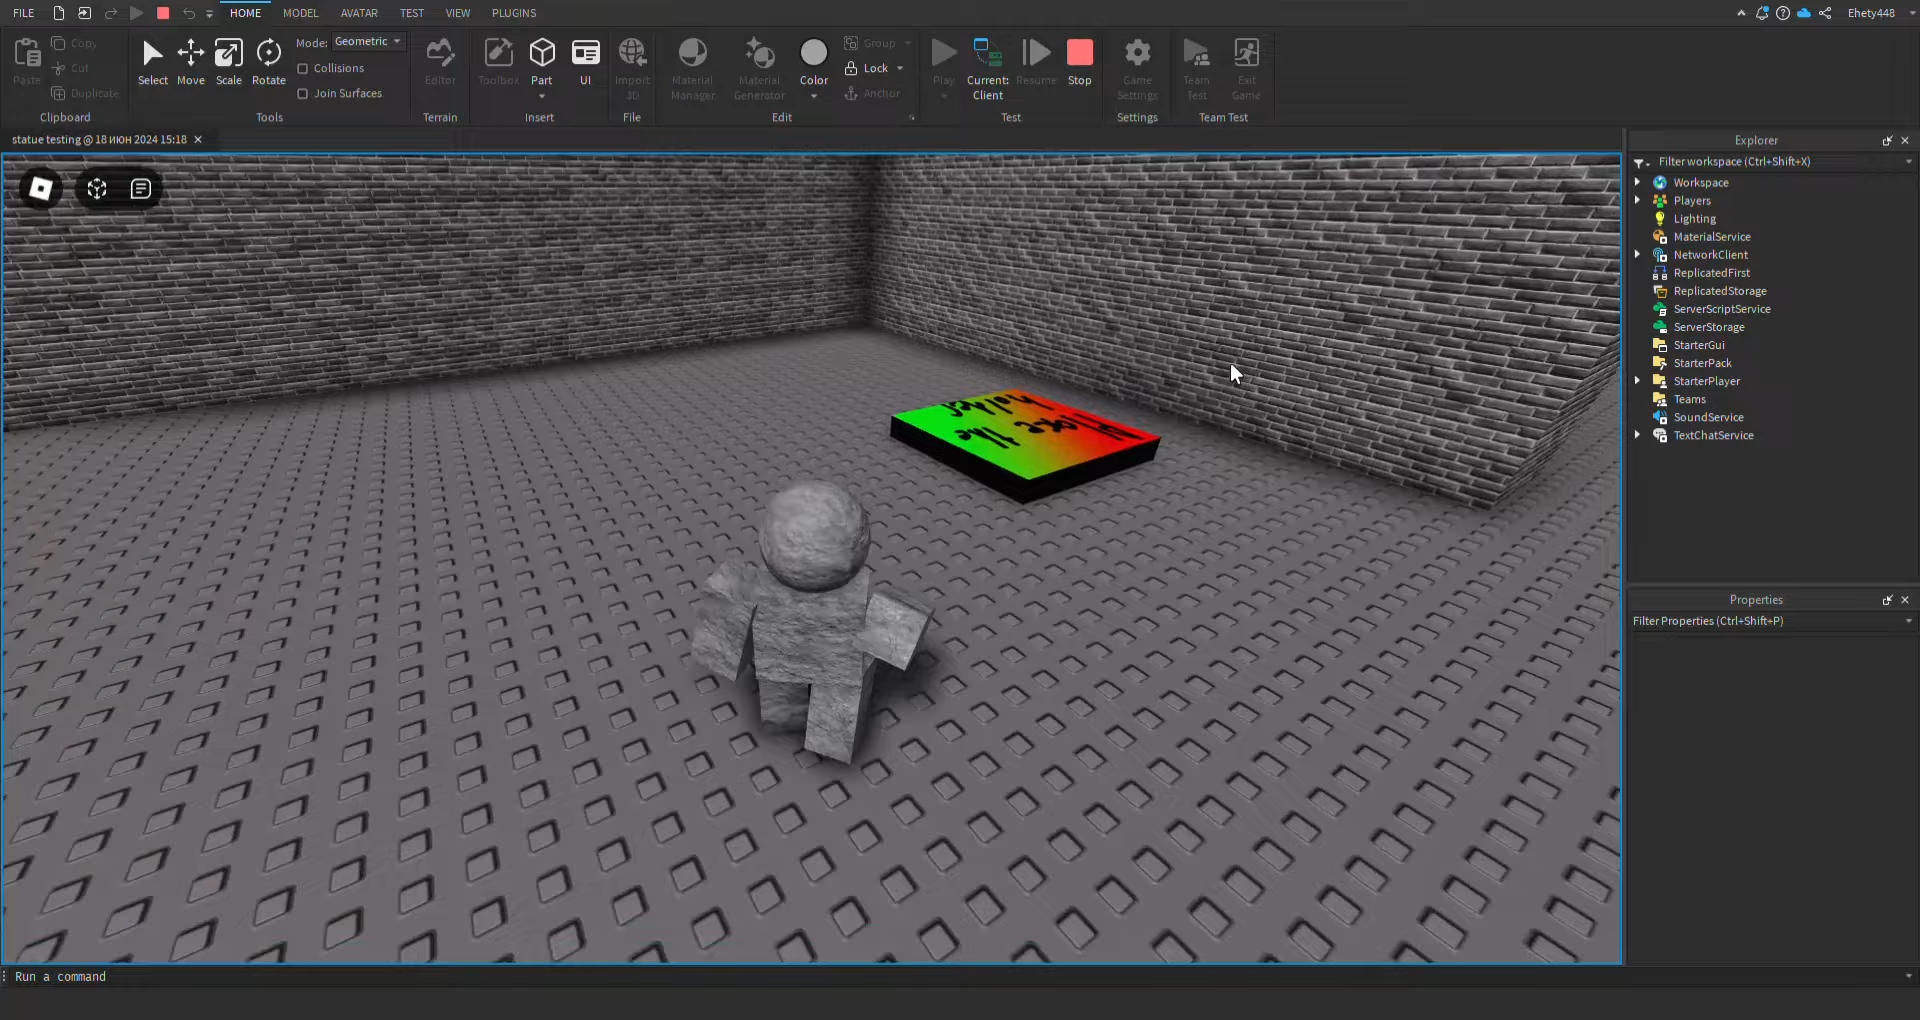 FILE HOME MODEL AVATAR TEST VIEW PLUGINS Ehety448
Paste Copy Cut Duplicate
Clipboard
Select Move Scale Rotate
Mode: Geometric
Collisions
Join Surfaces
Tools
Editor
Terrain
Toolbox Part UI
Insert
Import 3D
File
Material Manager
Material Generator
Color
Group
Lock
Anchor
Edit
Play
Current: Client
Resume
Stop
Test
Game Settings
Settings
Team Test
Exit Game
Team Test
statue testing @ 18 июн 2024 15:18
Explorer
Filter workspace (Ctrl+Shift+X)
Workspace
Players
Lighting
MaterialService
NetworkClient
ReplicatedFirst
ReplicatedStorage
ServerScriptService
ServerStorage
StarterGui
StarterPack
StarterPlayer
Teams
SoundService
TextChatService
Properties
Filter Properties (Ctrl+Shift+P)
the
Run a command